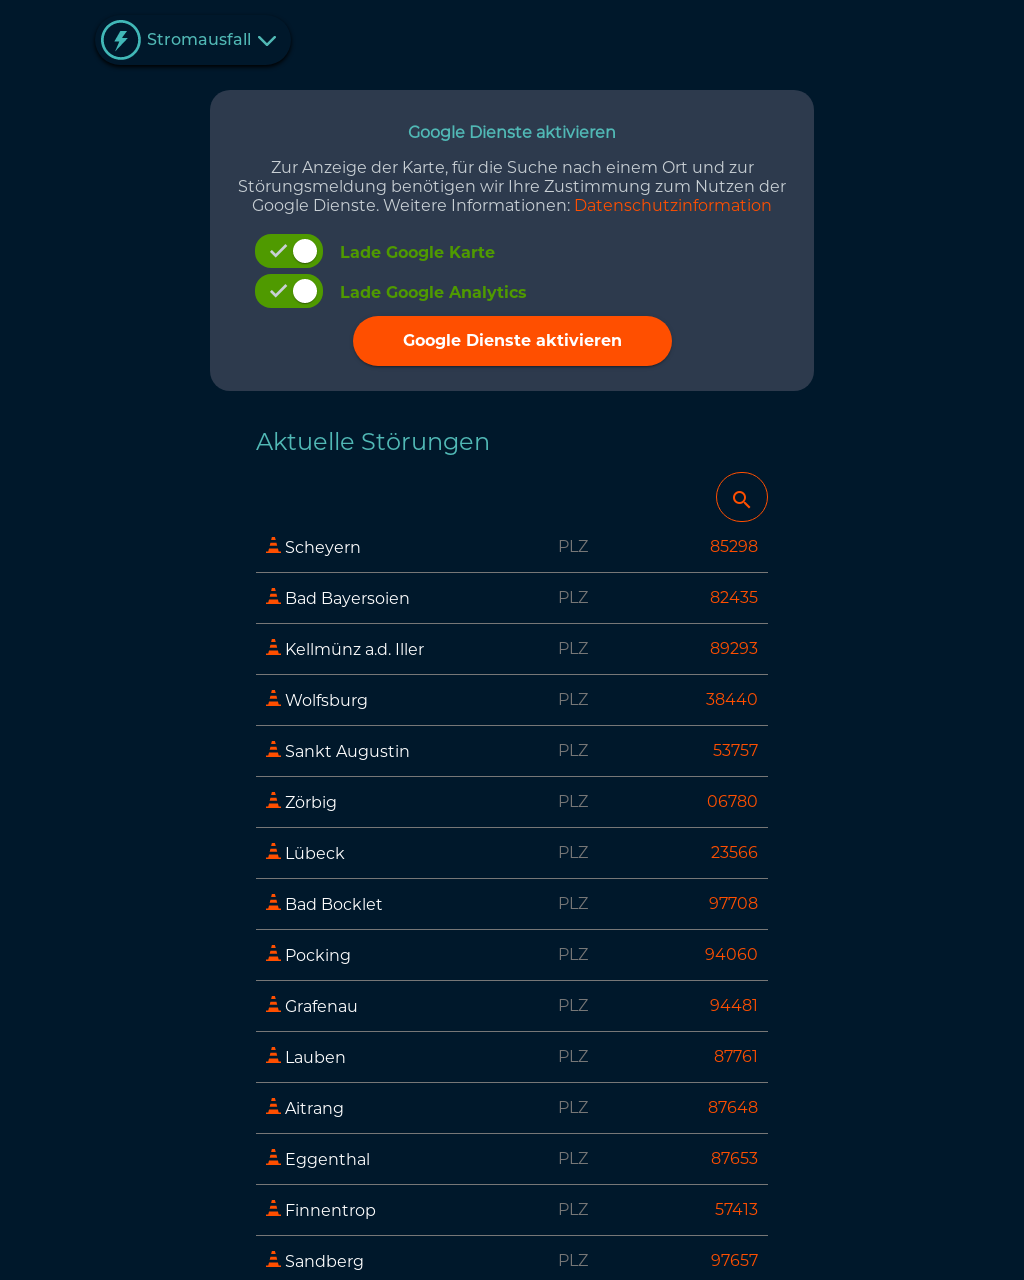 Stromausfall
Google Dienste aktivieren
Zur Anzeige der Karte, für die Suche nach einem Ort und zur
Störungsmeldung benötigen wir Ihre Zustimmung zum Nutzen der
Google Dienste. Weitere Informationen: Datenschutzinformation
Lade Google Karte
Lade Google Analytics
Google Dienste aktivieren
Aktuelle Störungen
Scheyern PLZ 85298
Bad Bayersoien PLZ 82435
Kellmünz a.d. Iller PLZ 89293
Wolfsburg PLZ 38440
Sankt Augustin PLZ 53757
Zörbig PLZ 06780
Lübeck PLZ 23566
Bad Bocklet PLZ 97708
Pocking PLZ 94060
Grafenau PLZ 94481
Lauben PLZ 87761
Aitrang PLZ 87648
Eggenthal PLZ 87653
Finnentrop PLZ 57413
Sandberg PLZ 97657